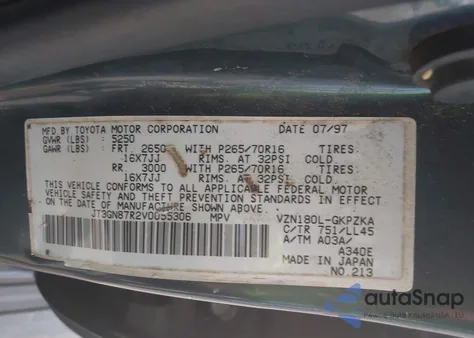 MFD BY TOYOTA MOTOR CORPORATION DATE 07/97
GVWR (LBS) : 5250
GAWR (LBS) : FRT 2650 WITH P265/70R16 TIRES.
16X7JJ RIMS. AT 32PSI COLD
RR 3000 WITH P265/70R16 TIRES.
16X7JJ RIMS. AT 32PSI COLD
THIS VEHICLE CONFORMS TO ALL APPLICABLE FEDERAL MOTOR
VEHICLE SAFETY AND THEFT PREVENTION STANDARDS IN EFFECT
ON THE DATE OF MANUFACTURE SHOWN ABOVE.
JT3GN87R2V0055306 MPV VZN180L-GKPZKA
C/TR 751/LL45
A/TM A03A/
A340E
MADE IN JAPAN
NO.213
autoSnap